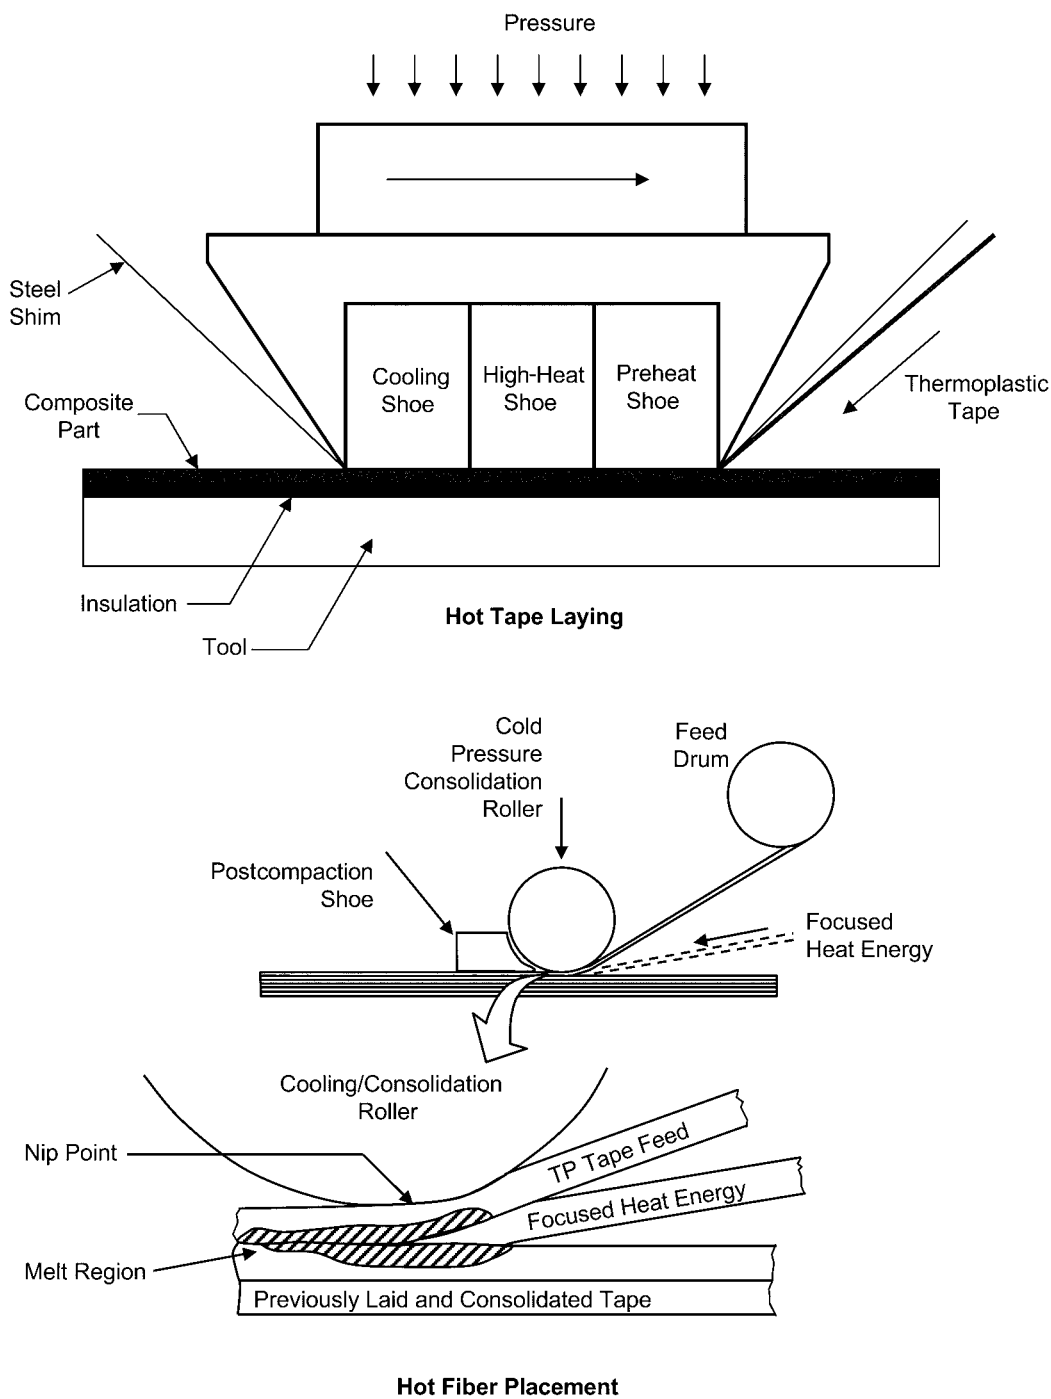 Pressure
Steel
Shim
Cooling
Shoe
High-Heat
Shoe
Preheat
Shoe
Thermoplastic
Tape
Composite
Part
Insulation
Tool
Hot Tape Laying
Cold
Pressure
Consolidation
Roller
Feed
Drum
Postcompaction
Shoe
Focused
Heat Energy
Cooling/Consolidation
Roller
Nip Point
TP Tape Feed
Focused Heat Energy
Melt Region
Previously Laid and Consolidated Tape
Hot Fiber Placement